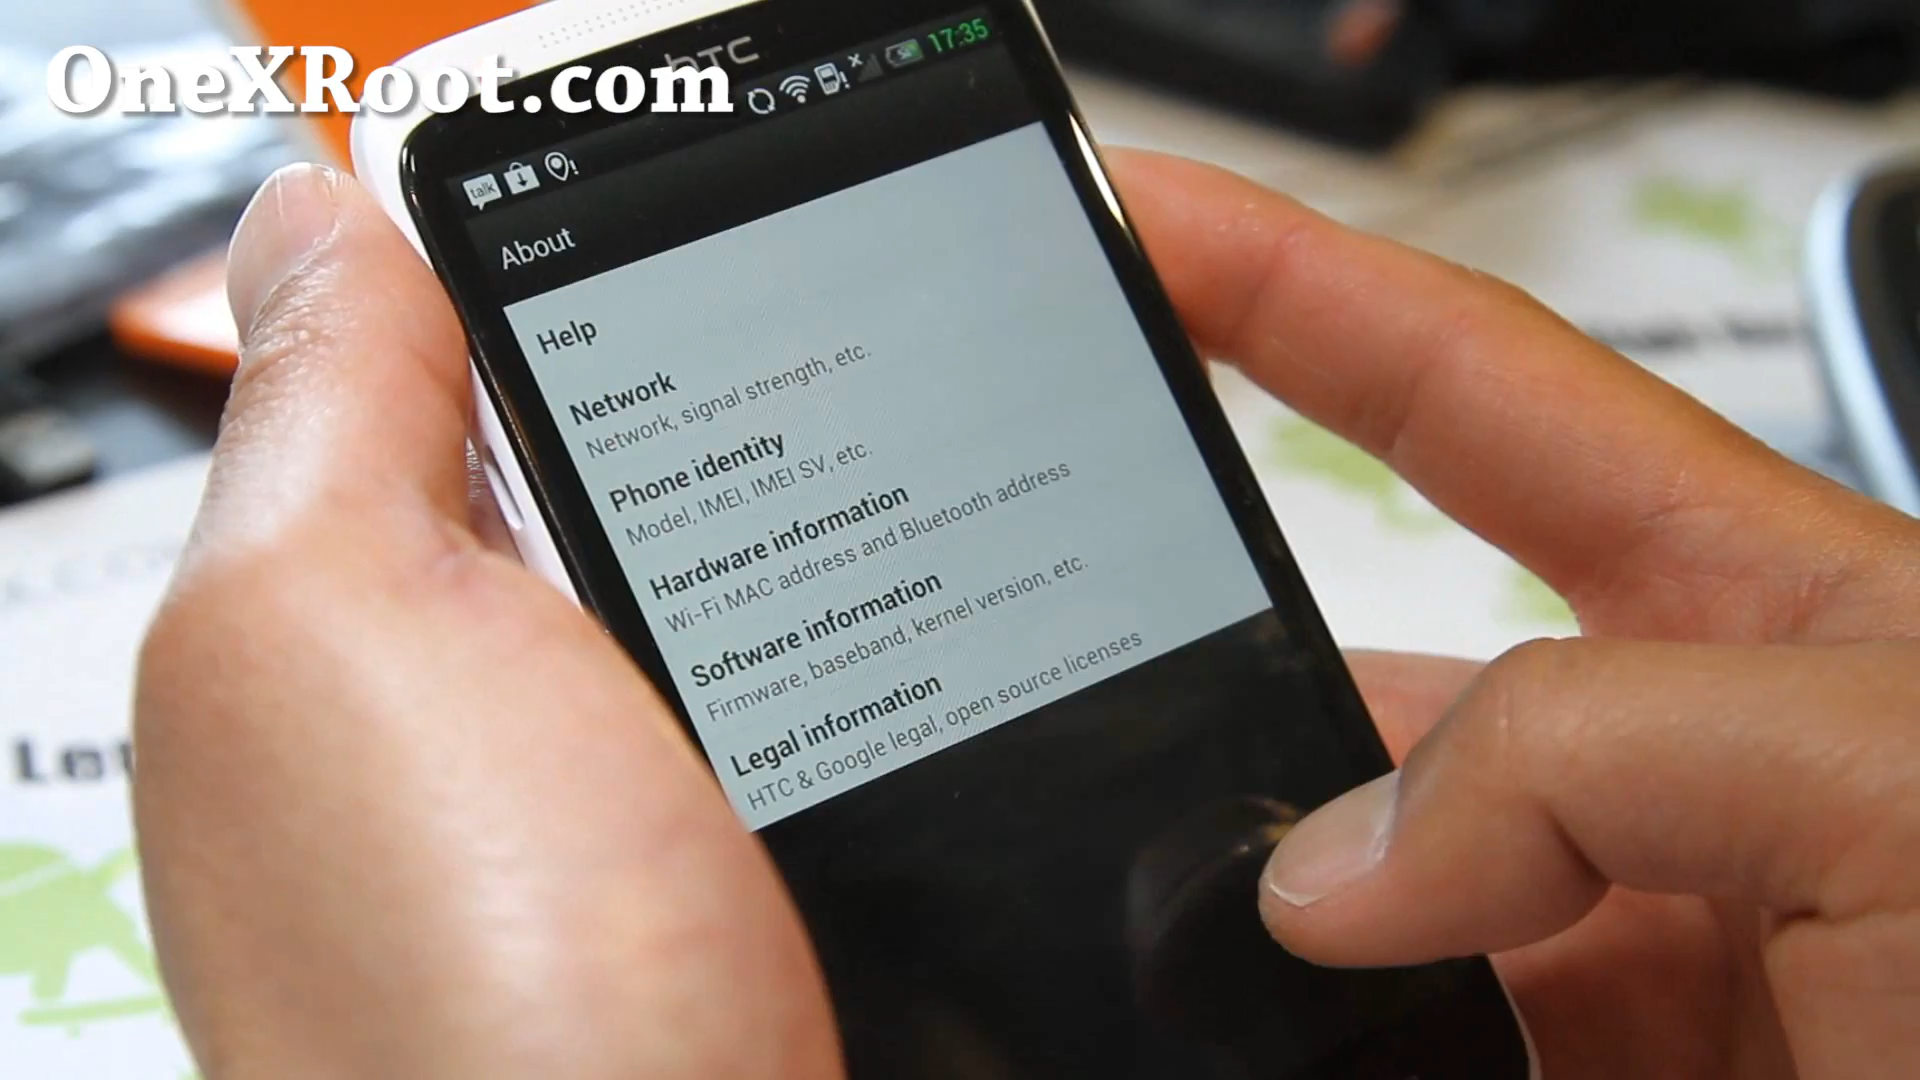 OneXRoot.com
hTC
17:35
talk
About
Help
Network
Network, signal strength, etc.
Phone identity
Model, IMEI, IMEI SV, etc.
Hardware information
Wi-Fi MAC address and Bluetooth address
Software information
Firmware, baseband, kernel version, etc.
Legal information
HTC & Google legal, open source licenses